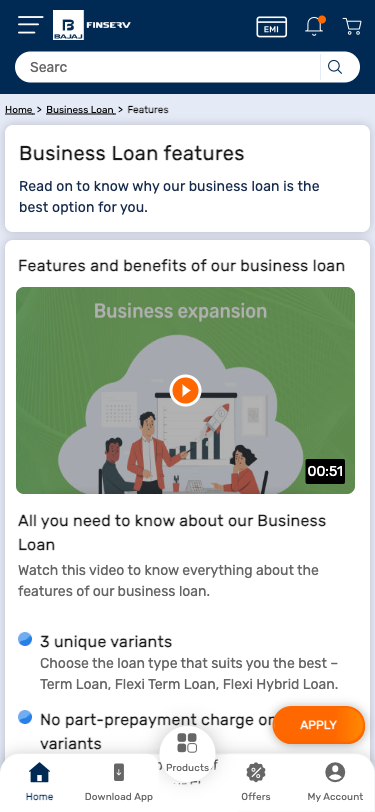 B
BAJAJ
FINSERV
EMI
Searc
Home > Business Loan > Features
Business Loan features
Read on to know why our business loan is the
best option for you.
Features and benefits of our business loan
Business expansion
00:51
All you need to know about our Business
Loan
Watch this video to know everything about the
features of our business loan.
3 unique variants
Choose the loan type that suits you the best –
Term Loan, Flexi Term Loan, Flexi Hybrid Loan.
No part-prepayment charge on
variants
APPLY
Home
Download App
Products
Offers
My Account